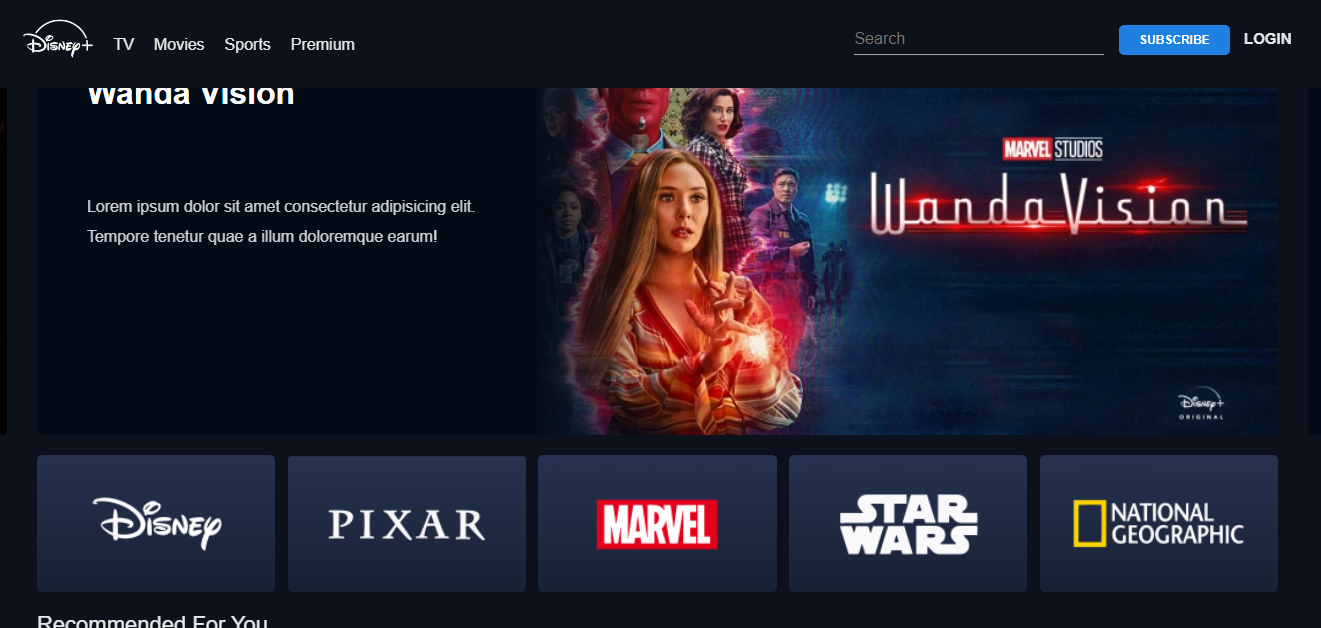 Disney+
TV Movies Sports Premium
Search
SUBSCRIBE
LOGIN
Wanda Vision
Lorem ipsum dolor sit amet consectetur adipisicing elit.
Tempore tenetur quae a illum doloremque earum!
MARVEL STUDIOS
WandaVision
Disney+
ORIGINAL
Disney
PIXAR
MARVEL
STAR
WARS
NATIONAL
GEOGRAPHIC
Recommended For You